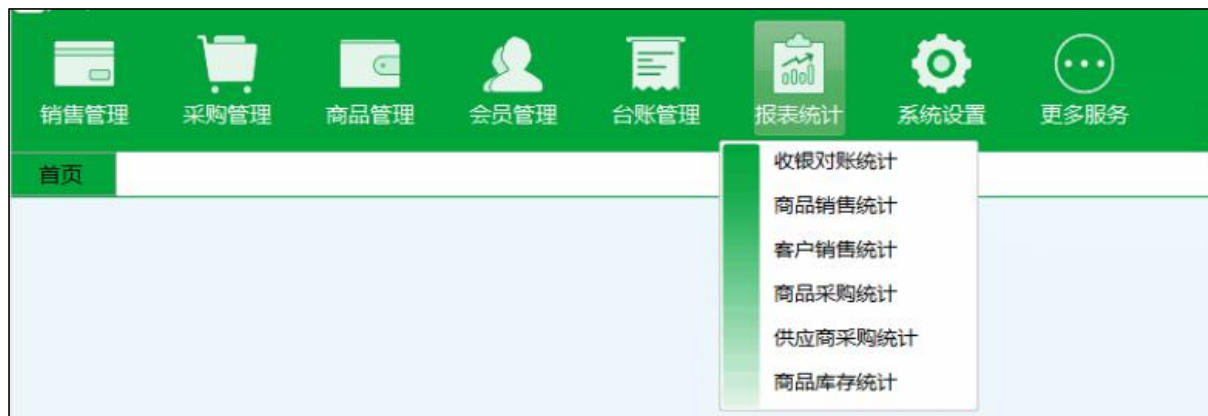 销售管理 采购管理 商品管理 会员管理 台账管理 报表统计 系统设置 更多服务
首页
收银对账统计
商品销售统计
客户销售统计
商品采购统计
供应商采购统计
商品库存统计